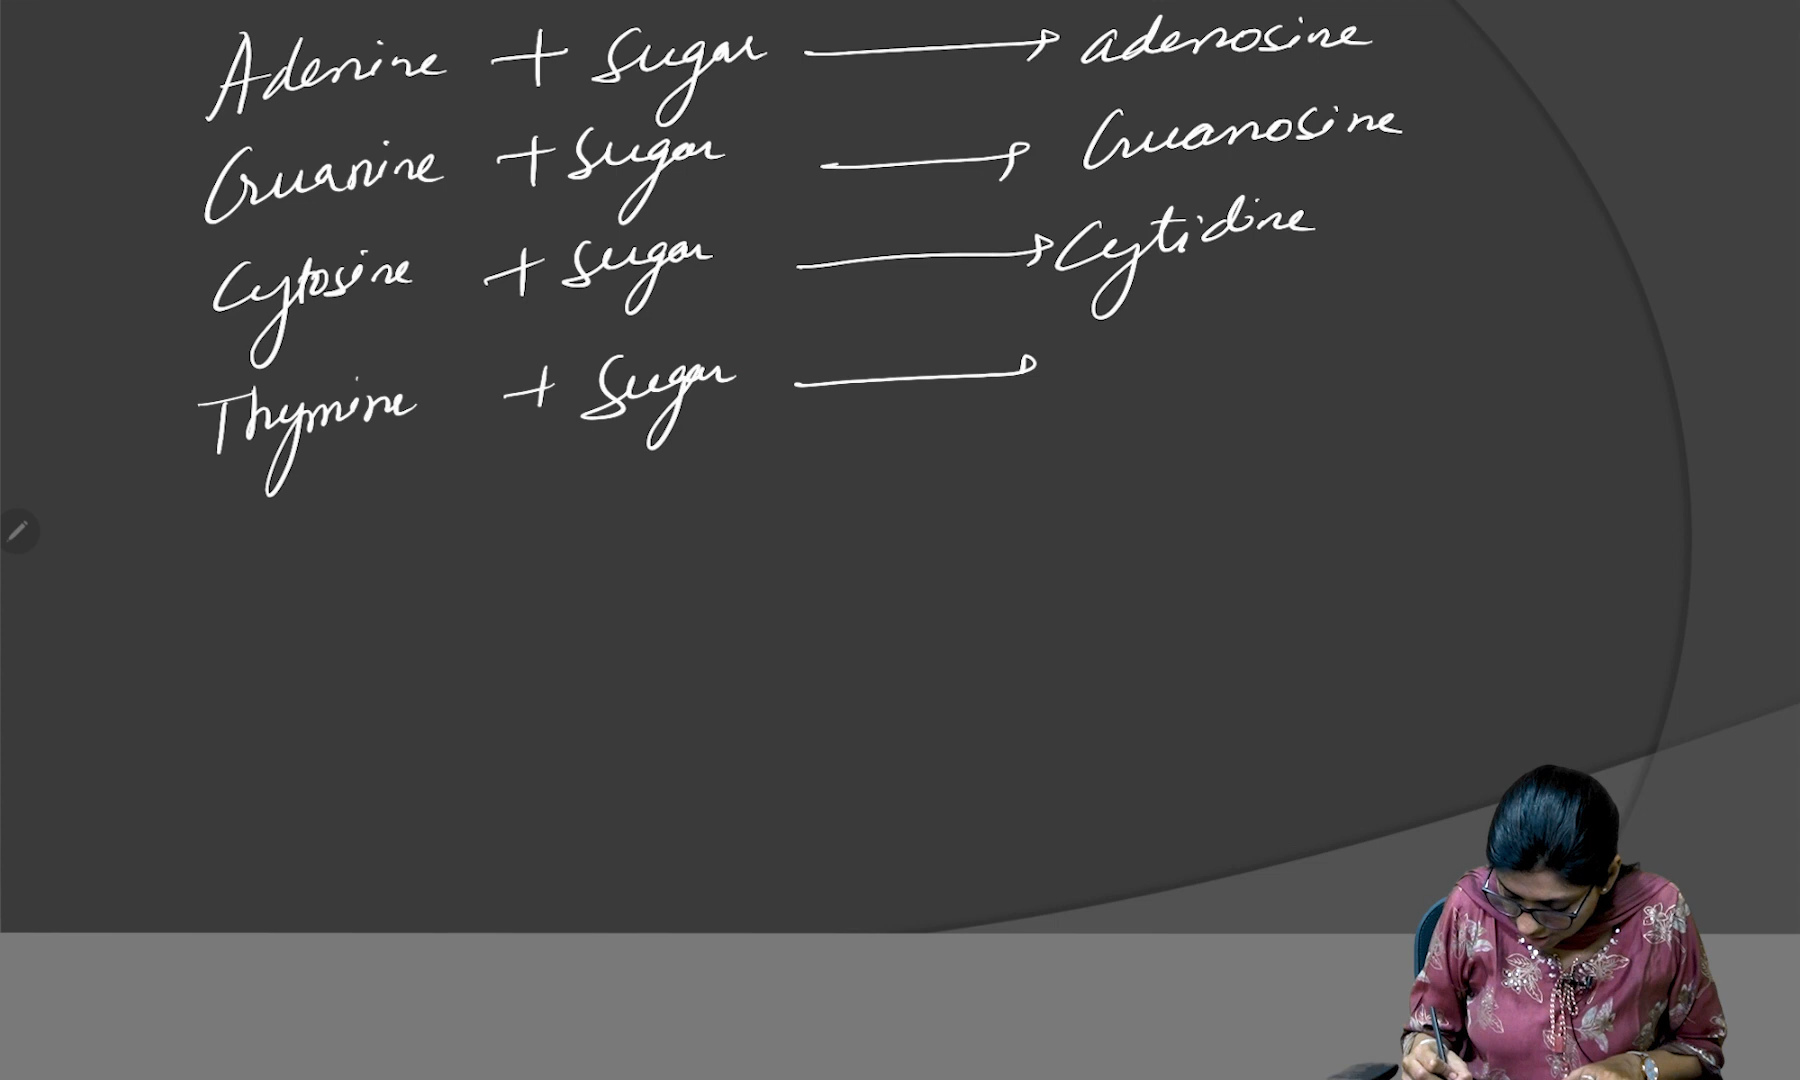 Adenine + Sugar → adenosine
Guanine + Sugar → Guanosine
Cytosine + Sugar → Cytidine
Thymine + Sugar →